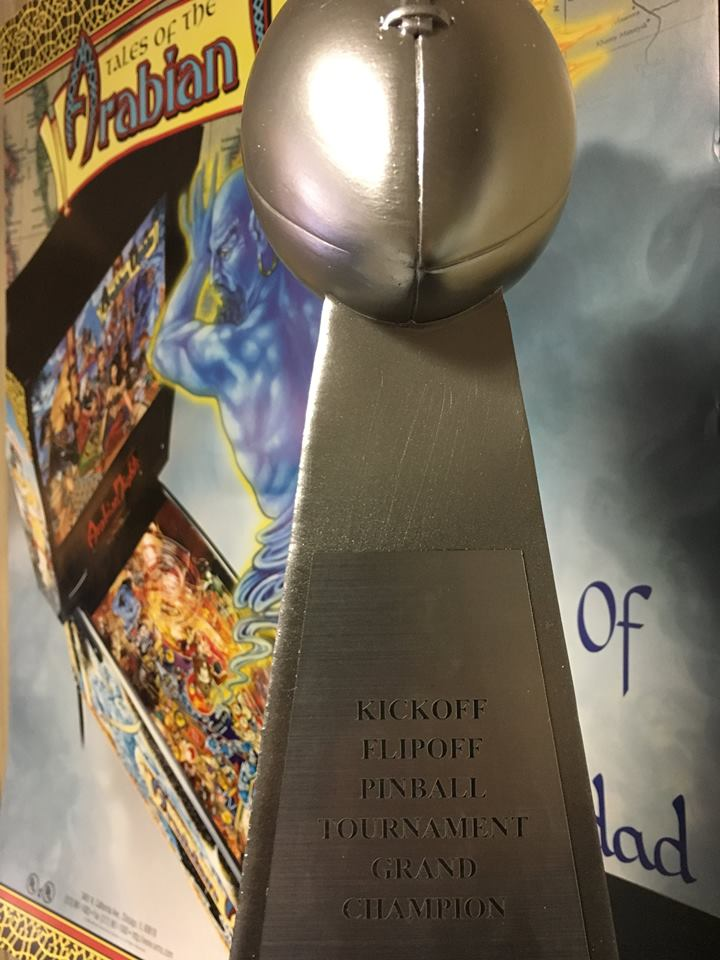 TALES OF THE
Arabian
Of
dad
KICKOFF
FLIPOFF
PINBALL
TOURNAMENT
GRAND
CHAMPION